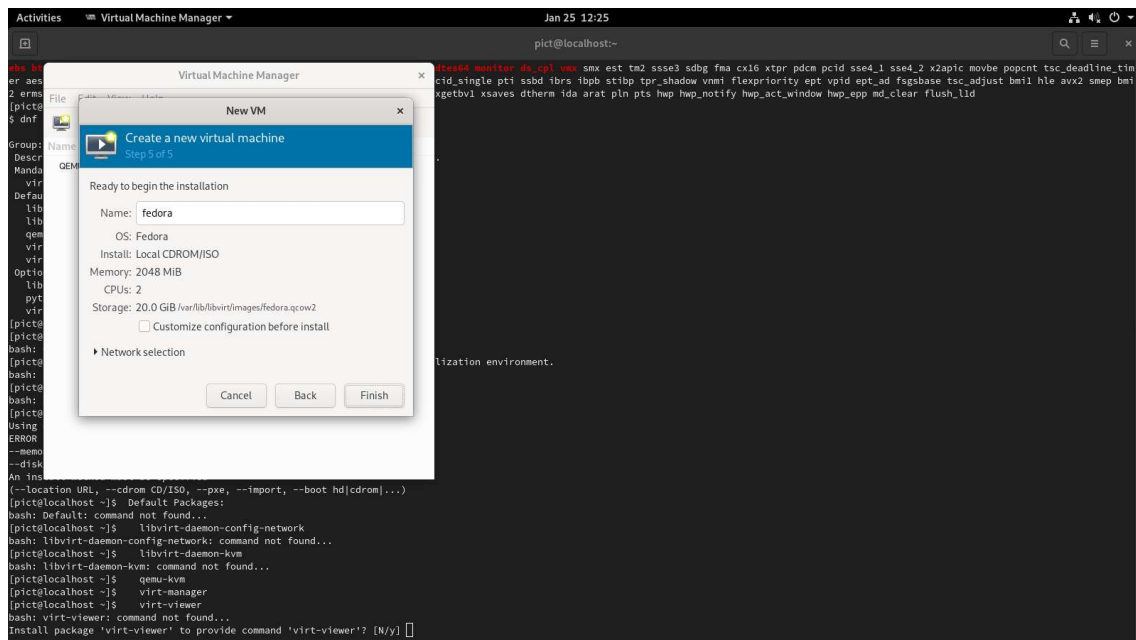 Activities
Virtual Machine Manager
Jan 25 12:25
pict@localhost:~
ebs bt
dtes64 monitor ds_cpl vmx smx est tm2 ssse3 sdbg fma cx16 xtpr pdcm pcid sse4_1 sse4_2 x2apic movbe popcnt tsc_deadline_tim
er aes
cid_single pti ssbd ibrs ibpb stibp tpr_shadow vnmi flexpriority ept vpid ept_ad fsgsbase tsc_adjust bmi1 hle avx2 smep bmi
2 erms
xgetbv1 xsaves dtherm ida arat pln pts hwp hwp_notify hwp_act_window hwp_epp md_clear flush_l1d
[pict@
$ dnf
Group:
Descr
.
Manda
vir
Defau
lib
lib
qem
vir
vir
Optio
lib
pyt
vir
[pict@
[pict@
bash:
[pict@
lization environment.
bash:
[pict@
bash:
[pict@
Using
ERROR
--memo
--disk
An ins
Virtual Machine Manager
File Edit View Help
Name
QEM
New VM
Create a new virtual machine
Step 5 of 5
Ready to begin the installation
Name: fedora
OS: Fedora
Install: Local CDROM/ISO
Memory: 2048 MiB
CPUs: 2
Storage: 20.0 GiB /var/lib/libvirt/images/fedora.qcow2
Customize configuration before install
Network selection
Cancel
Back
Finish
(--location URL, --cdrom CD/ISO, --pxe, --import, --boot hd|cdrom|...)
[pict@localhost ~]$ Default Packages:
bash: Default: command not found...
[pict@localhost ~]$ libvirt-daemon-config-network
bash: libvirt-daemon-config-network: command not found...
[pict@localhost ~]$ libvirt-daemon-kvm
bash: libvirt-daemon-kvm: command not found...
[pict@localhost ~]$ qemu-kvm
[pict@localhost ~]$ virt-manager
[pict@localhost ~]$ virt-viewer
bash: virt-viewer: command not found...
Install package 'virt-viewer' to provide command 'virt-viewer'? [N/y]